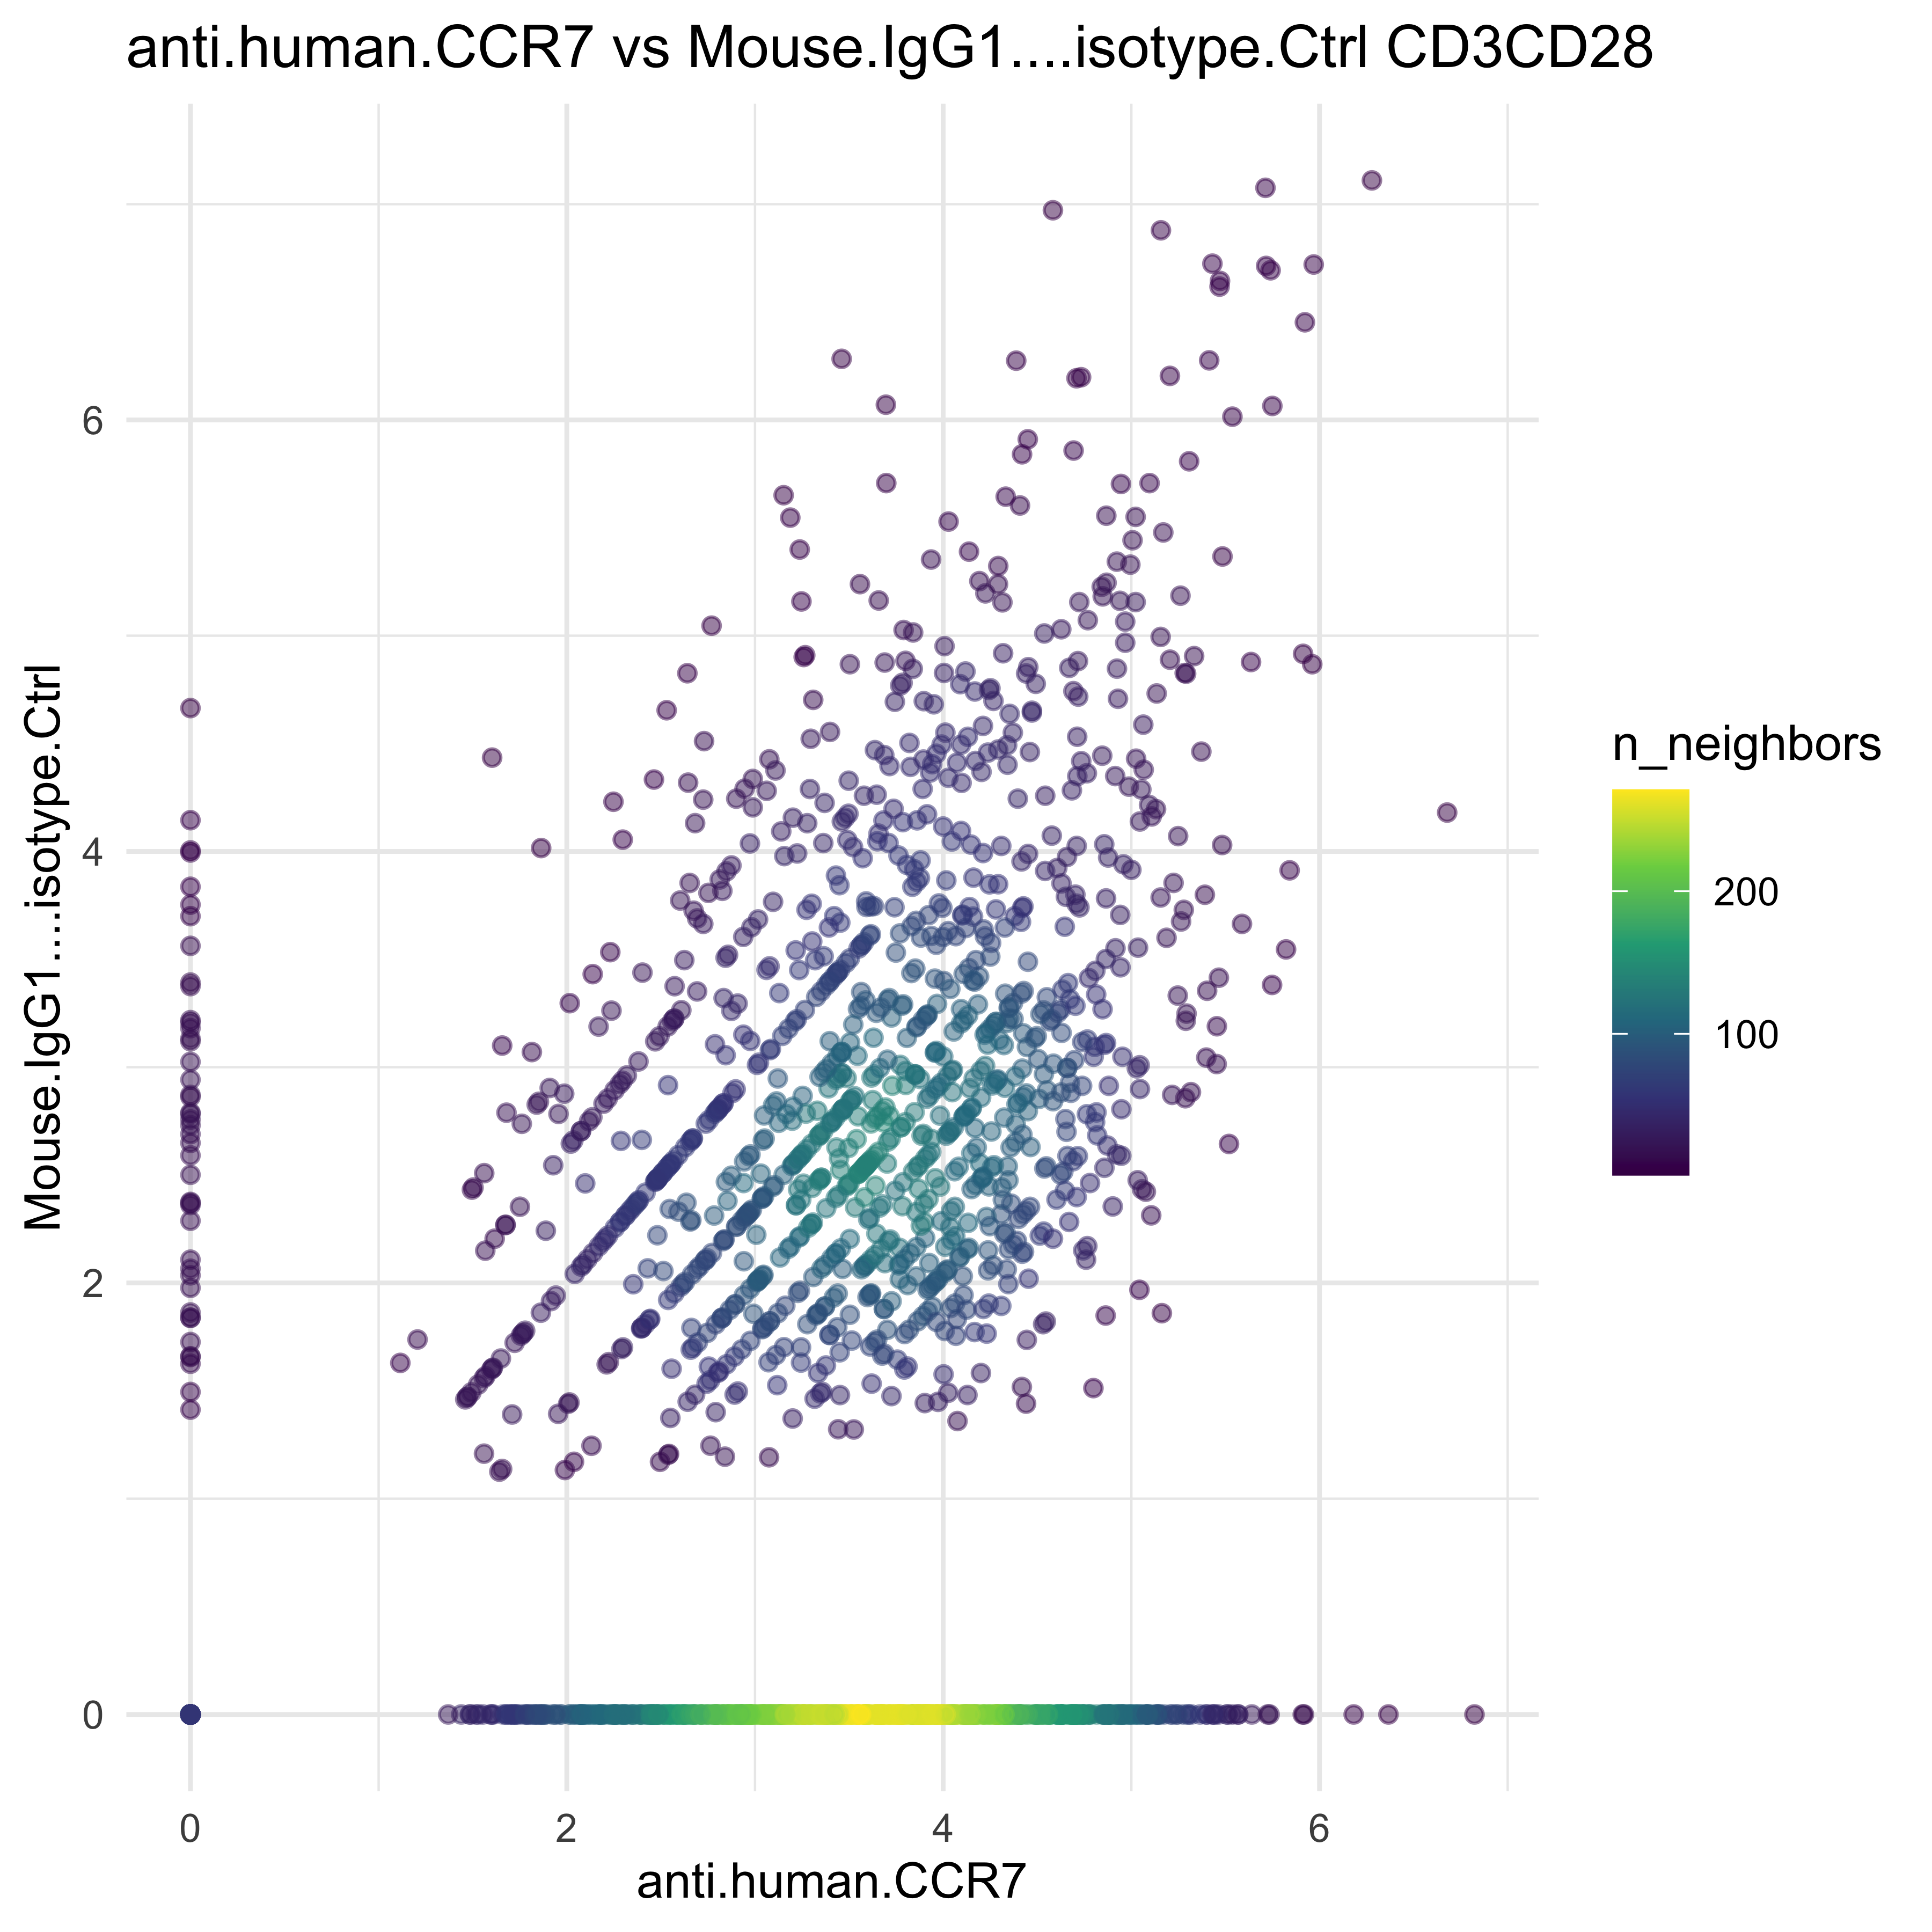 anti.human.CCR7 vs Mouse.IgG1....isotype.Ctrl CD3CD28
Mouse.IgG1....isotype.Ctrl
6
4
2
0
0
2
4
6
anti.human.CCR7
n_neighbors
200
100